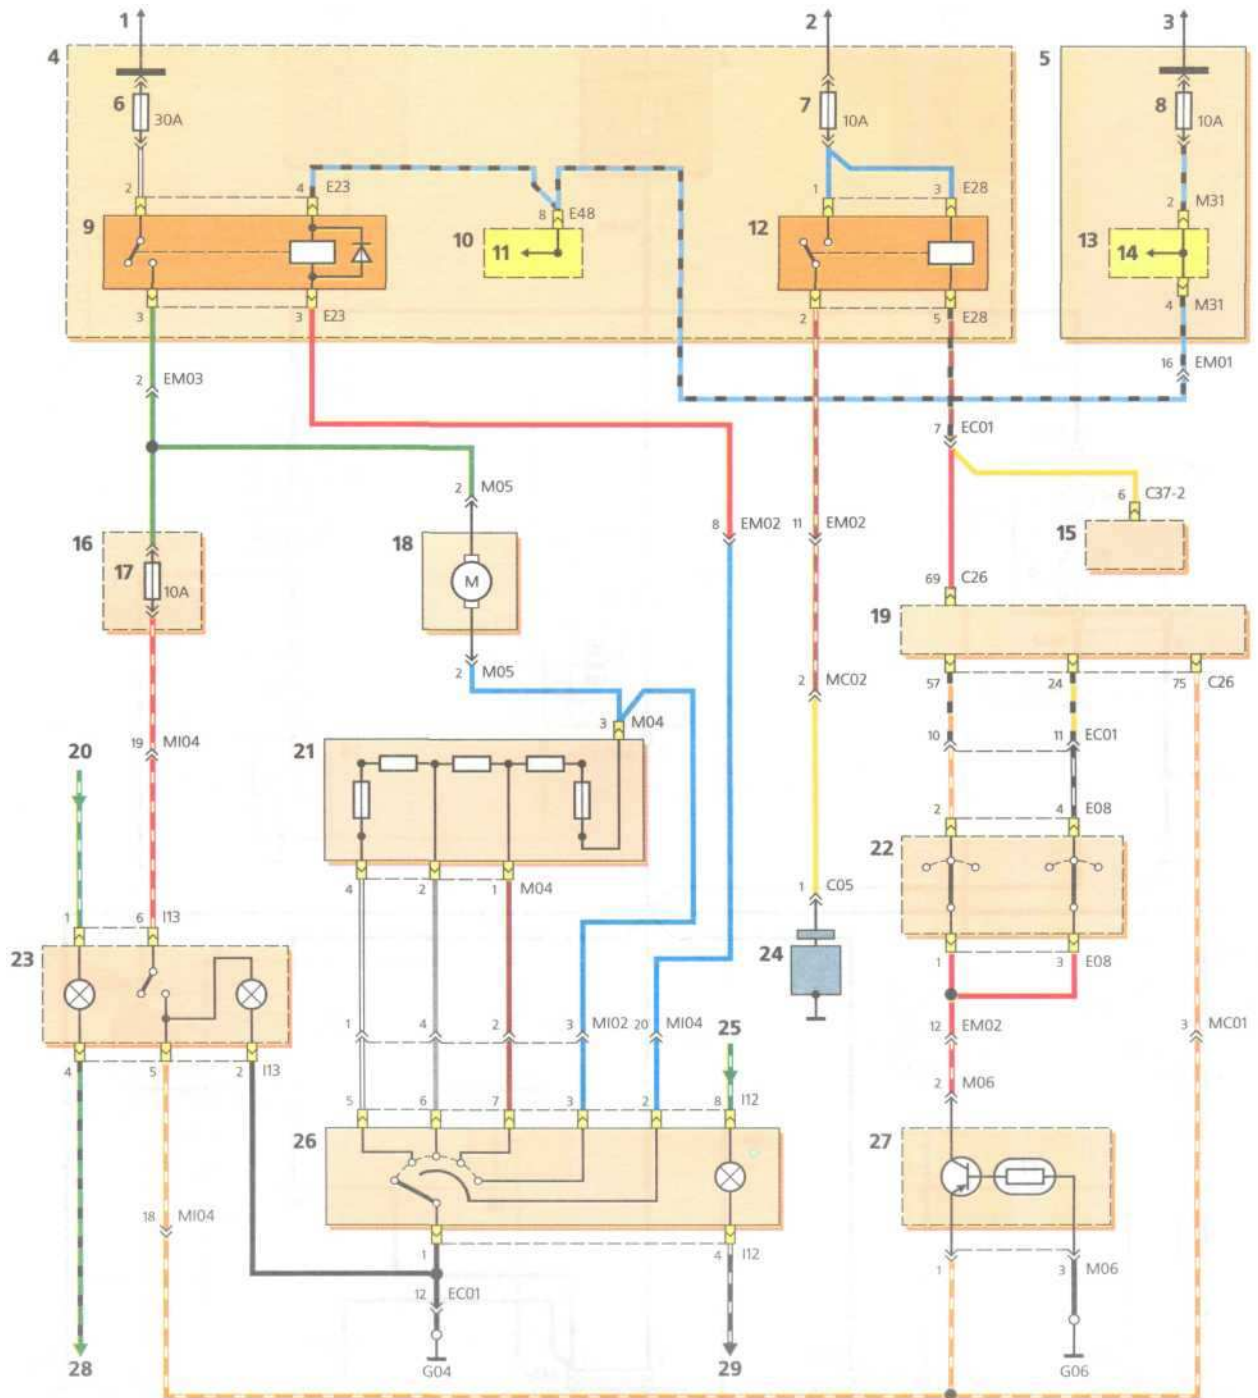 1 2 3
4 5
6 30A 7 10A 8 10A
2 4 E23 8 E48 1 3 E28 2 M31
9 10 11 12 13 14
3 3 E23 2 5 E28 4 M31
2 EM03 16 EM01
7 EC01
2 M05 6 C37-2
8 EM02 11 EM02
16 17 10A 18 M 15
69 C26
19
2 M05 2 MC02 57 24 75 C26
3 M04
19 MI04 10 11 EC01
20 21
2 4 E08
22
4 2 1 M04 1 C05
1 6 I13
23 24
1 3 E08
1 4 2 3 MI02 20 MI04 25 12 EM02 3 MC01
4 5 2 I13
2 M06
5 6 7 3 2 8 I12
26 27
18 MI04
1 4 I12 1 3 M06
12 EC01
28 G04 29 G06